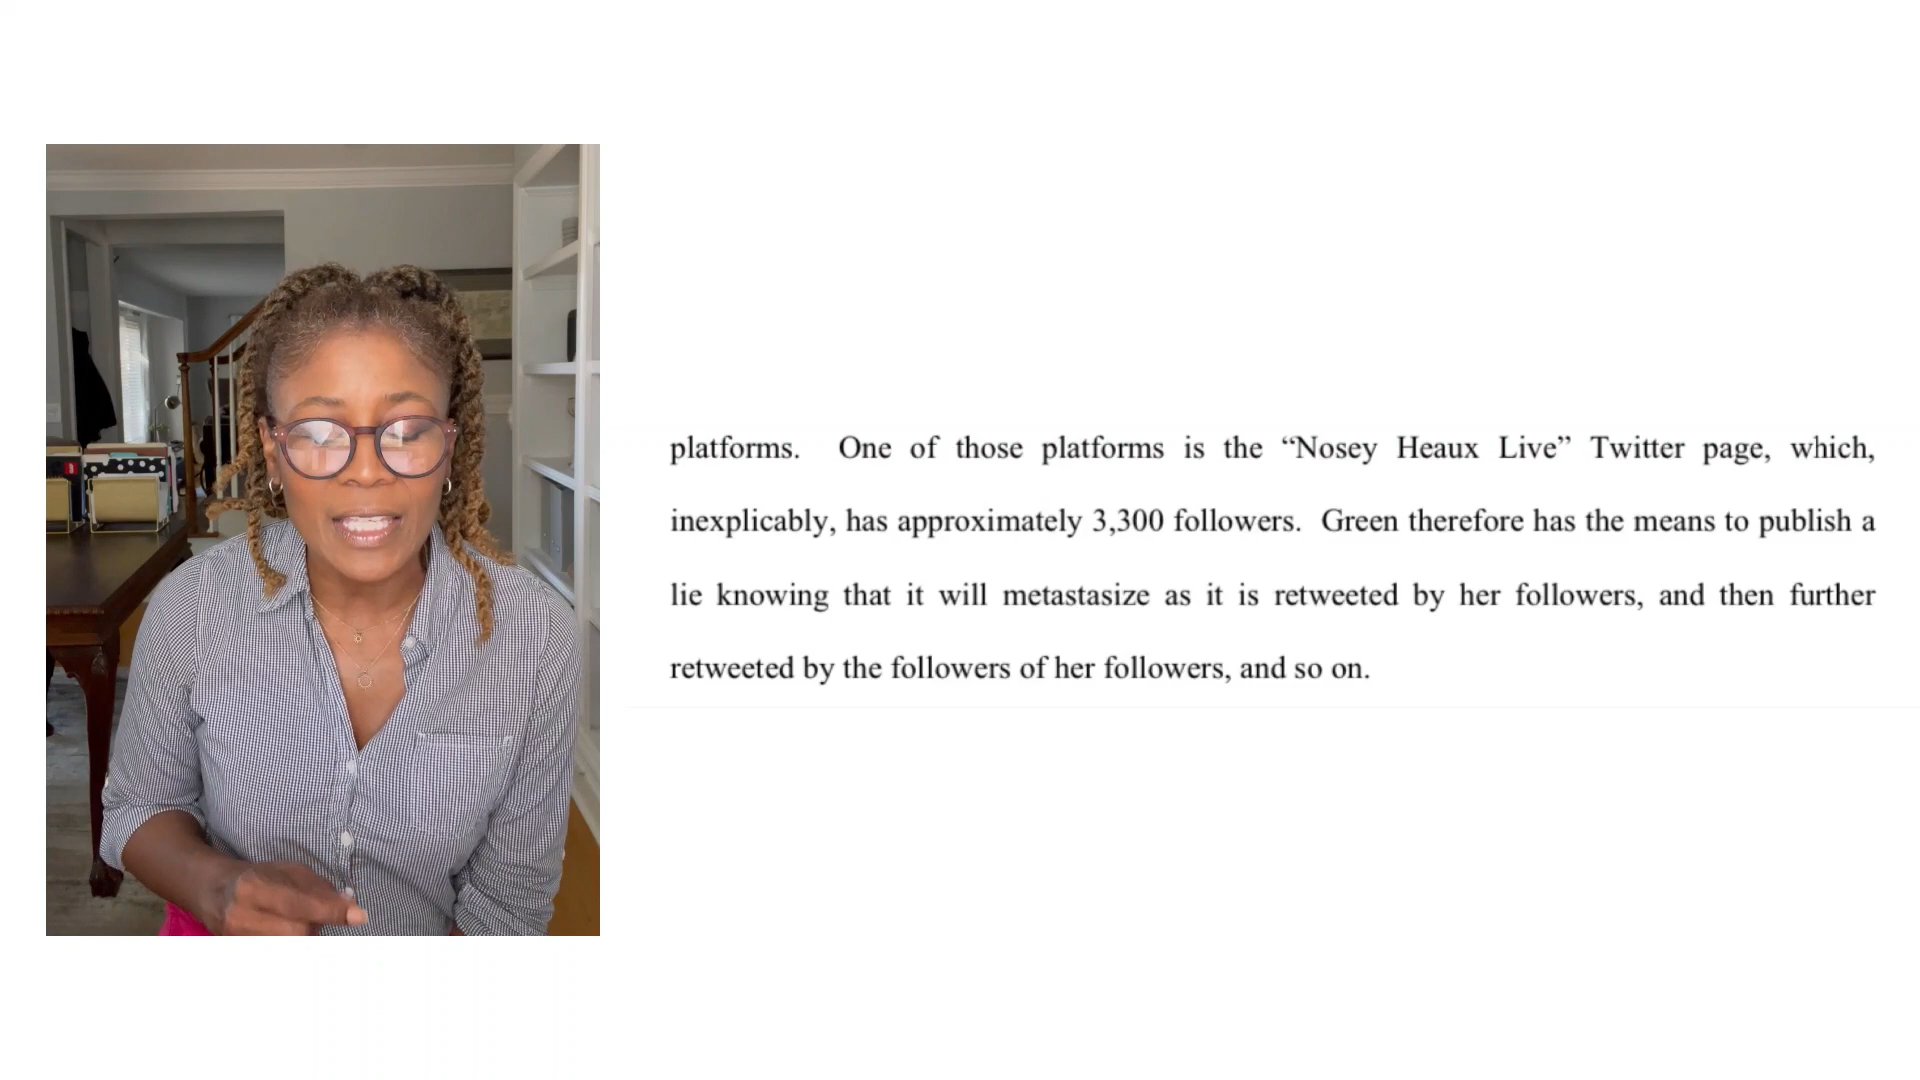 platforms. One of those platforms is the “Nosey Heaux Live” Twitter page, which,
inexplicably, has approximately 3,300 followers. Green therefore has the means to publish a
lie knowing that it will metastasize as it is retweeted by her followers, and then further
retweeted by the followers of her followers, and so on.